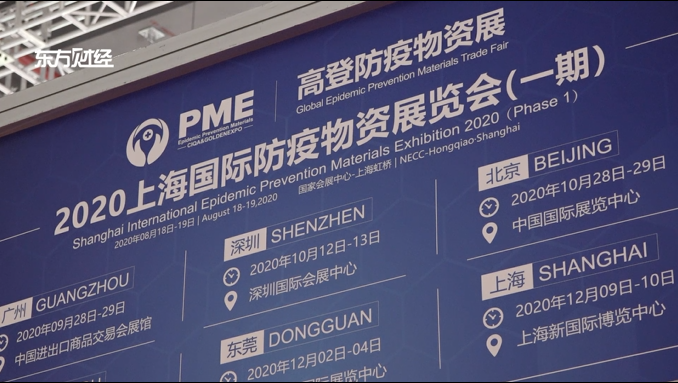 东方财经
PME
Epidemic Prevention Materials
CIQA&GOLDENEXPO
高登防疫物资展
Global Epidemic Prevention Materials Trade Fair
2020上海国际防疫物资展览会(一期)
Shanghai International Epidemic Prevention Materials Exhibition 2020 (Phase 1)
2020年08月18日-19日 | August 18-19,2020
国家会展中心-上海虹桥 | NECC-Hongqiao-Shanghai
广州 GUANGZHOU
2020年09月28日-29日
中国进出口商品交易会展馆
深圳 SHENZHEN
2020年10月12日-13日
深圳国际会展中心
北京 BEIJING
2020年10月28日-29日
中国国际展览中心
东莞 DONGGUAN
2020年12月02日-04日
上海 SHANGHAI
2020年12月09日-10日
上海新国际博览中心